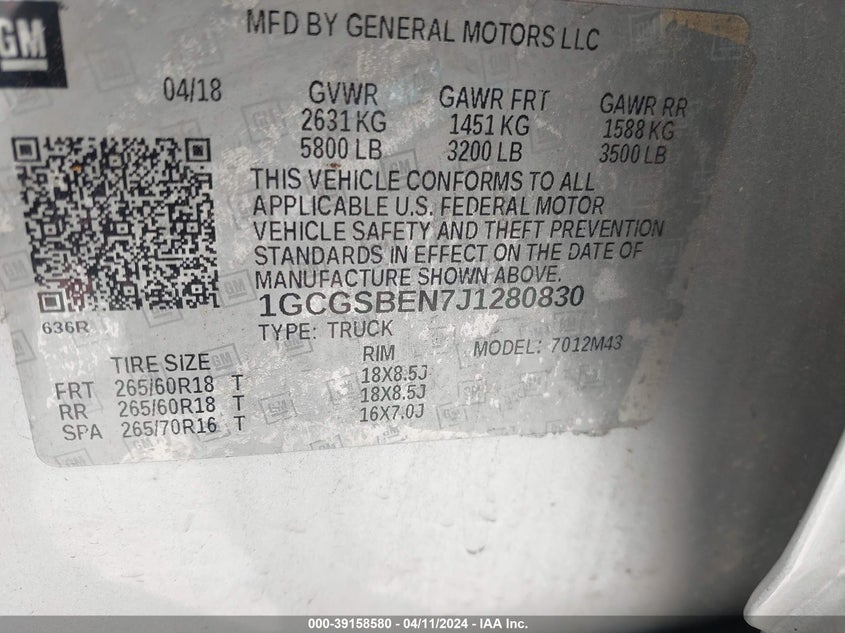 GM
MFD BY GENERAL MOTORS LLC
04/18 GVWR GAWR FRT GAWR RR
2631 KG 1451 KG 1588 KG
5800 LB 3200 LB 3500 LB
THIS VEHICLE CONFORMS TO ALL
APPLICABLE U.S. FEDERAL MOTOR
VEHICLE SAFETY AND THEFT PREVENTION
STANDARDS IN EFFECT ON THE DATE OF
MANUFACTURE SHOWN ABOVE.
1GCGSBEN7J1280830
636R
TYPE: TRUCK
MODEL: 7012M43
TIRE SIZE RIM
FRT 265/60R18 T 18X8.5J
RR 265/60R18 T 18X8.5J
SPA 265/70R16 T 16X7.0J
000-39158580 - 04/11/2024 - IAA Inc.